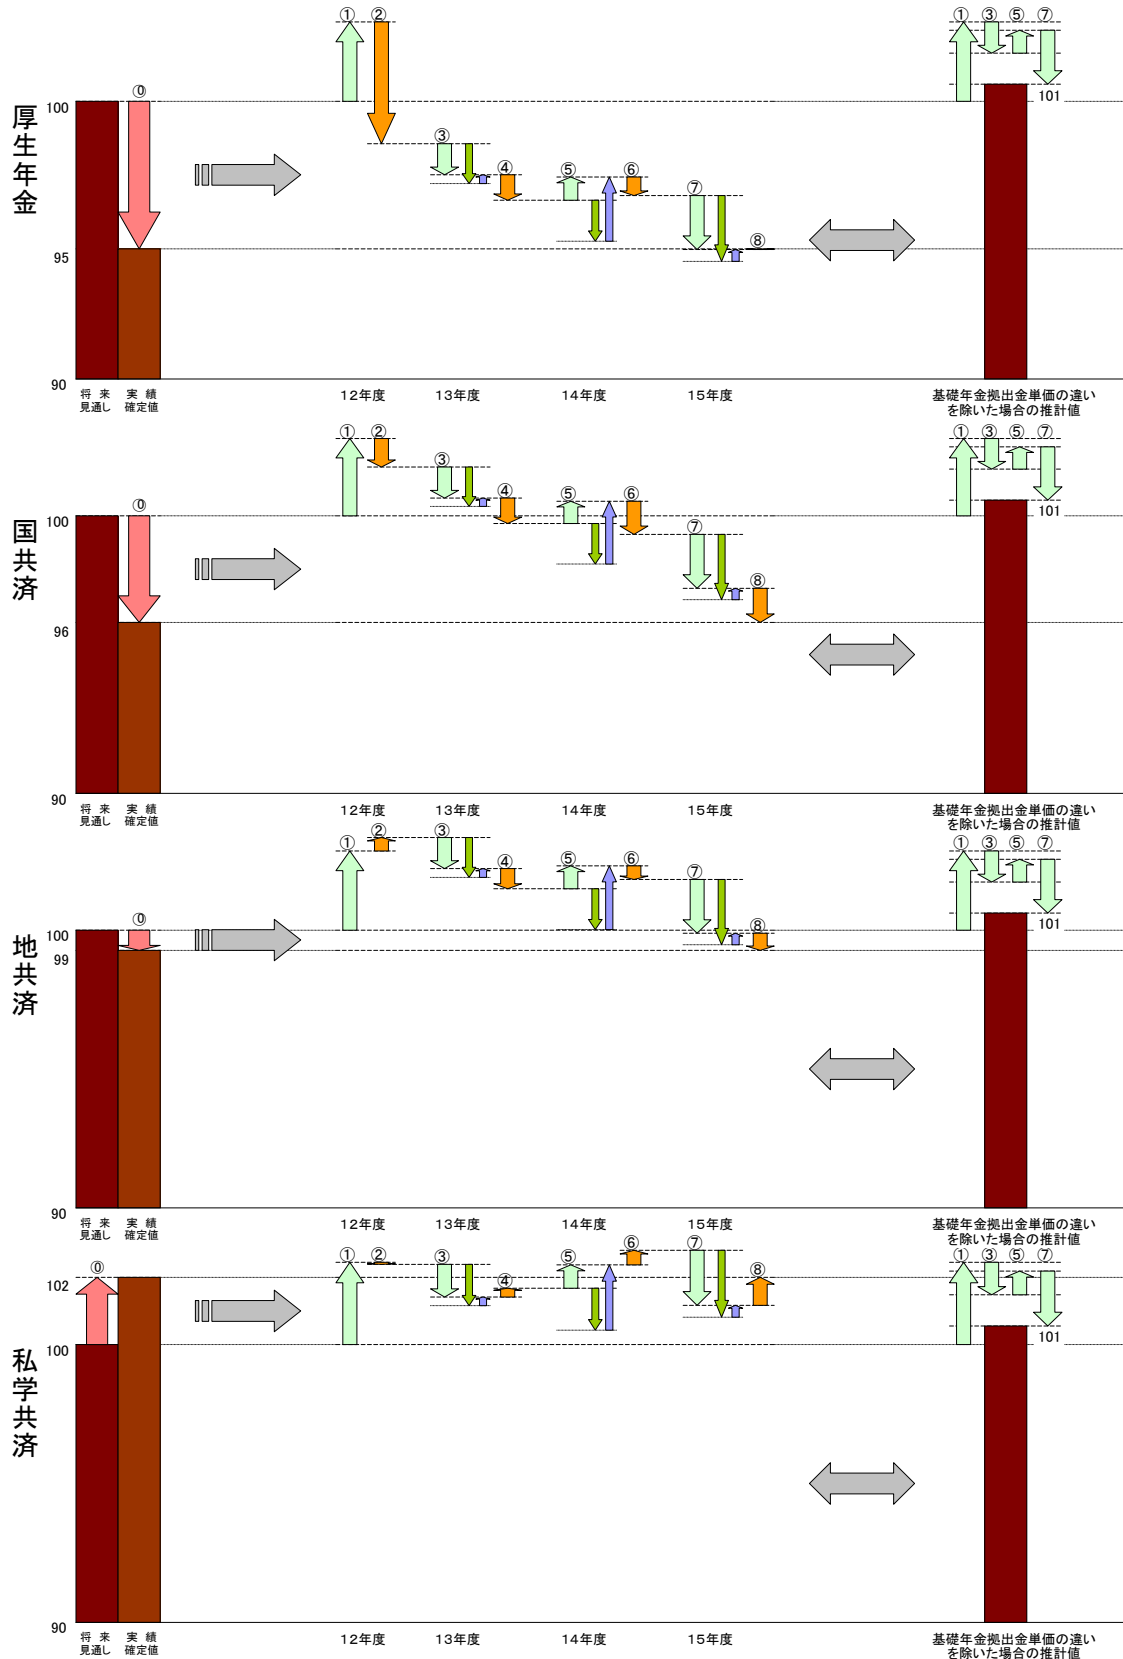 厚生年金
① ② ① ③ ⑤ ⑦
100 ⓪ 101
③ ④ ⑤ ⑥ ⑦ ⑧
95
90
将 来 実 績 12年度 13年度 14年度 15年度 基礎年金拠出金単価の違い
見通し 確定値 を除いた場合の推計値
国共済
① ② ① ③ ⑤ ⑦
③ ④ ⑤ ⑥ ⑦ ⑧
100 ⓪ 101
96
90
将 来 実 績 12年度 13年度 14年度 15年度 基礎年金拠出金単価の違い
見通し 確定値 を除いた場合の推計値
地共済
① ② ③ ④ ⑤ ⑥ ⑦ ⑧ ① ③ ⑤ ⑦
100 ⓪ 101
99
90
将 来 実 績 12年度 13年度 14年度 15年度 基礎年金拠出金単価の違い
見通し 確定値 を除いた場合の推計値
私学共済
⓪ ① ② ③ ④ ⑤ ⑥ ⑦ ⑧ ① ③ ⑤ ⑦
102
100 101
90
将 来 実 績 12年度 13年度 14年度 15年度 基礎年金拠出金単価の違い
見通し 確定値 を除いた場合の推計値